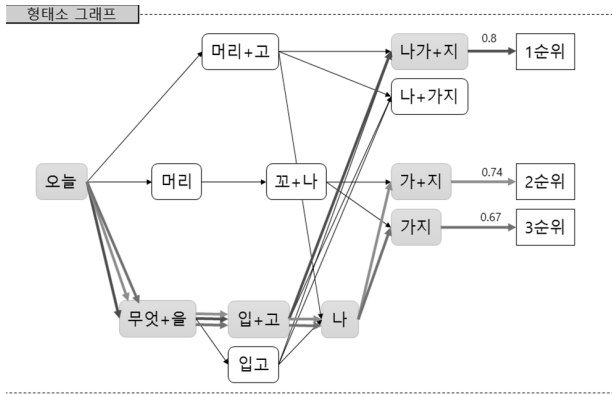 형태소 그래프
머리+고
나가+지
0.8
1순위
나+가지
오늘
머리
꼬+나
가+지
0.74
2순위
가지
0.67
3순위
무엇+을
입+고
나
입고